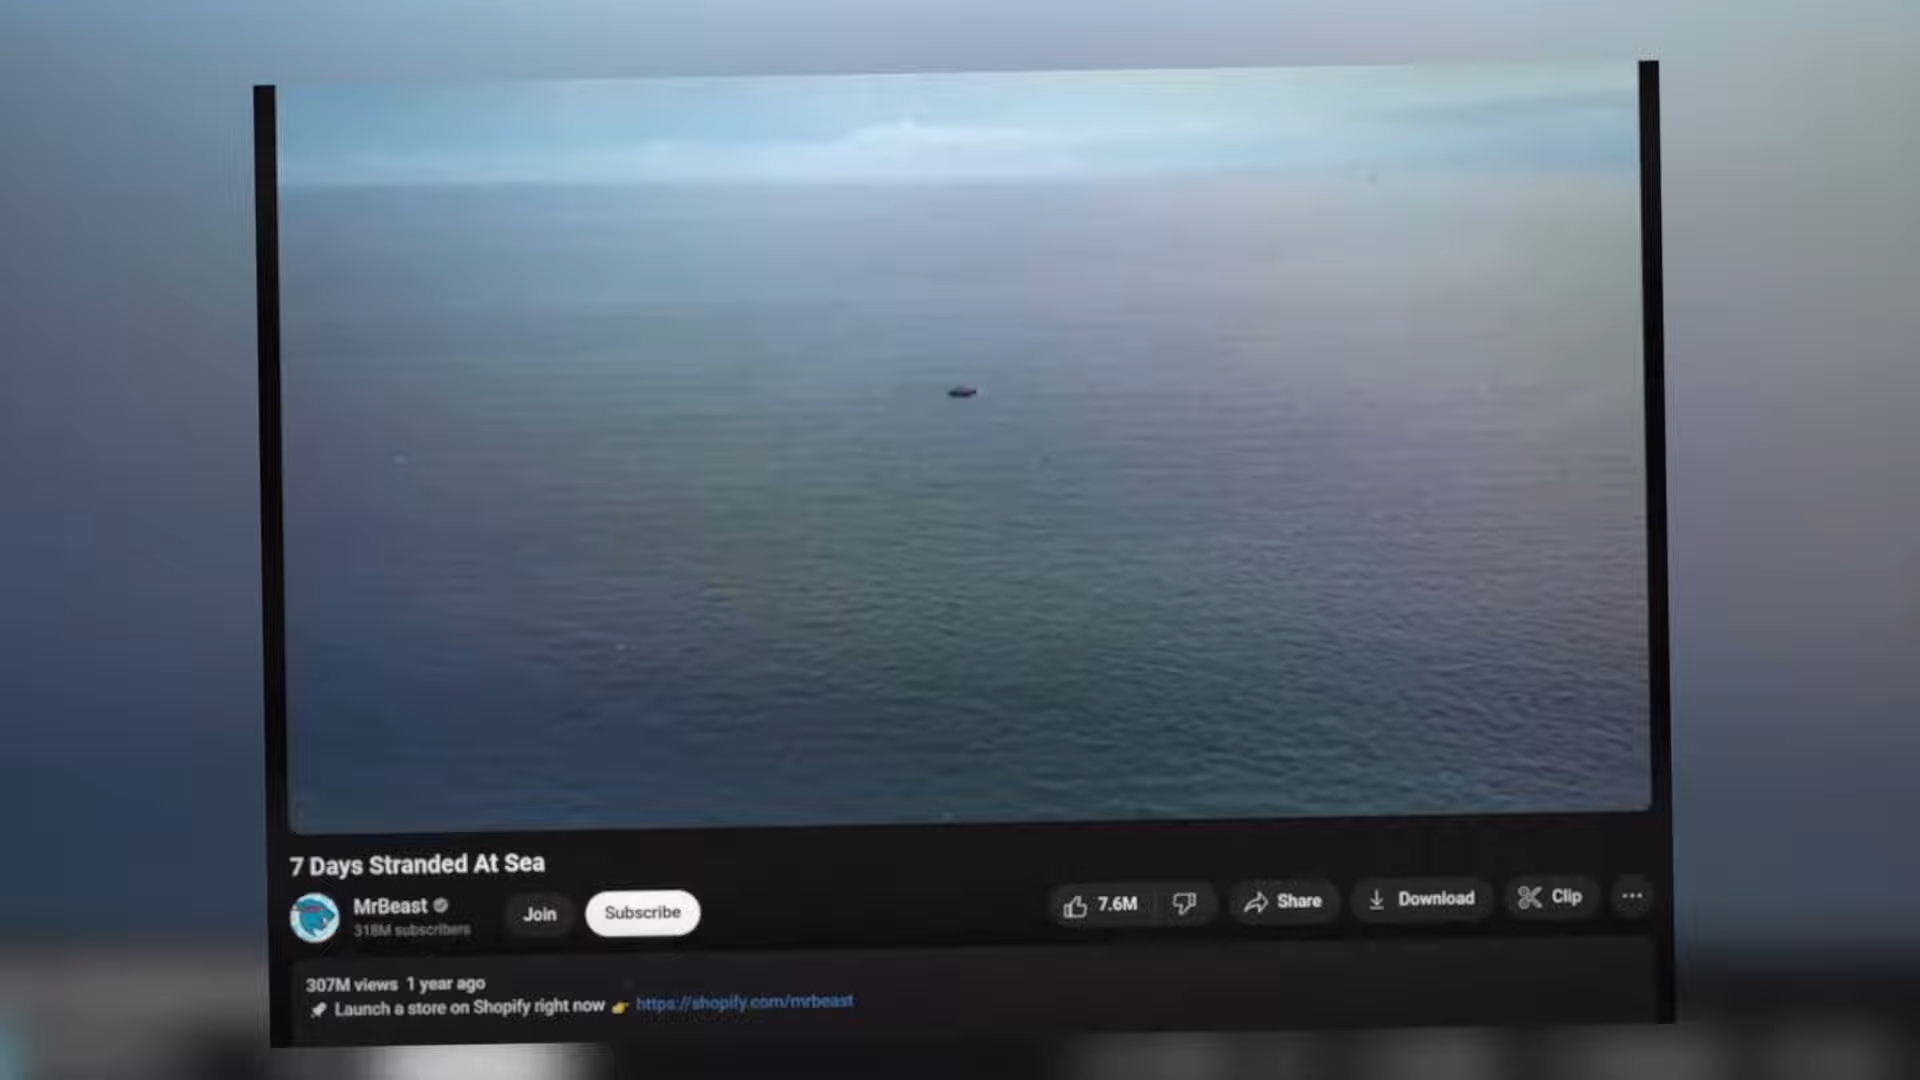 7 Days Stranded At Sea
MrBeast
318M subscribers
Join
Subscribe
7.6M
Share
Download
Clip
307M views 1 year ago
Launch a store on Shopify right now 👉 https://shopify.com/mrbeast